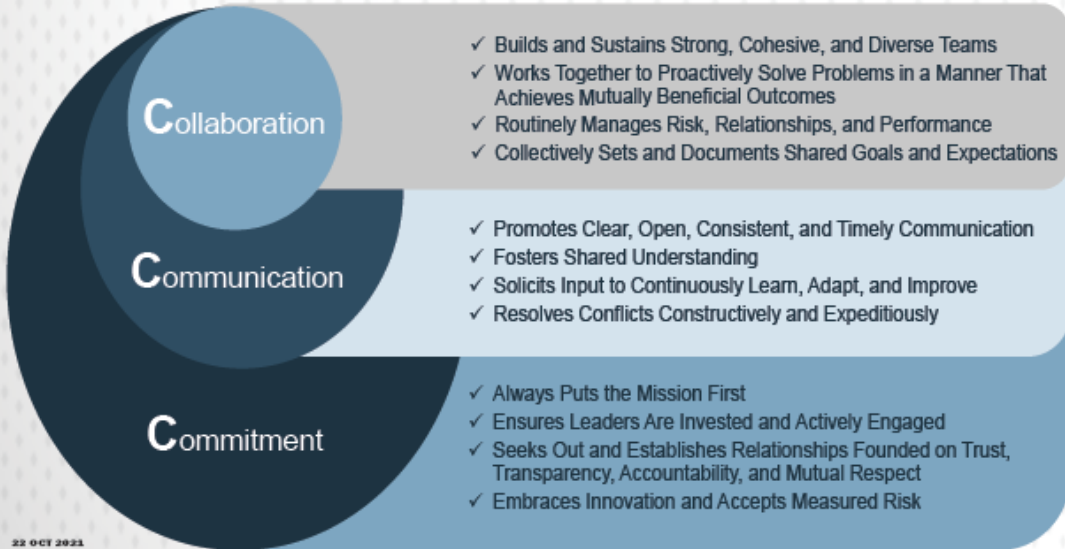 Collaboration
✓ Builds and Sustains Strong, Cohesive, and Diverse Teams
✓ Works Together to Proactively Solve Problems in a Manner That
Achieves Mutually Beneficial Outcomes
✓ Routinely Manages Risk, Relationships, and Performance
✓ Collectively Sets and Documents Shared Goals and Expectations
Communication
✓ Promotes Clear, Open, Consistent, and Timely Communication
✓ Fosters Shared Understanding
✓ Solicits Input to Continuously Learn, Adapt, and Improve
✓ Resolves Conflicts Constructively and Expeditiously
Commitment
✓ Always Puts the Mission First
✓ Ensures Leaders Are Invested and Actively Engaged
✓ Seeks Out and Establishes Relationships Founded on Trust,
Transparency, Accountability, and Mutual Respect
✓ Embraces Innovation and Accepts Measured Risk
22 OCT 2021